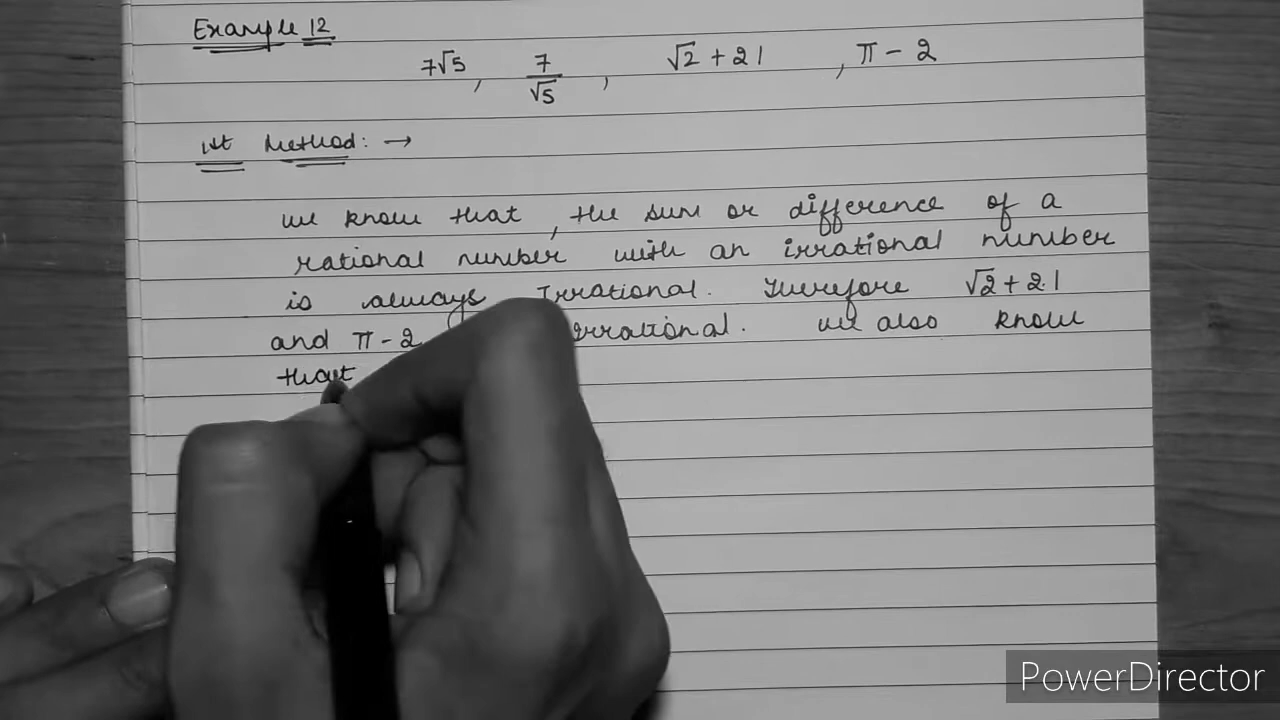 Example 12
7√5, 7/√5, √2 + 21, π - 2
1st Method: →
we know that, the sum or difference of a
rational number with an irrational number
is always Irrational. Therefore √2 + 21
and π - 2 irrational. we also know
that
PowerDirector